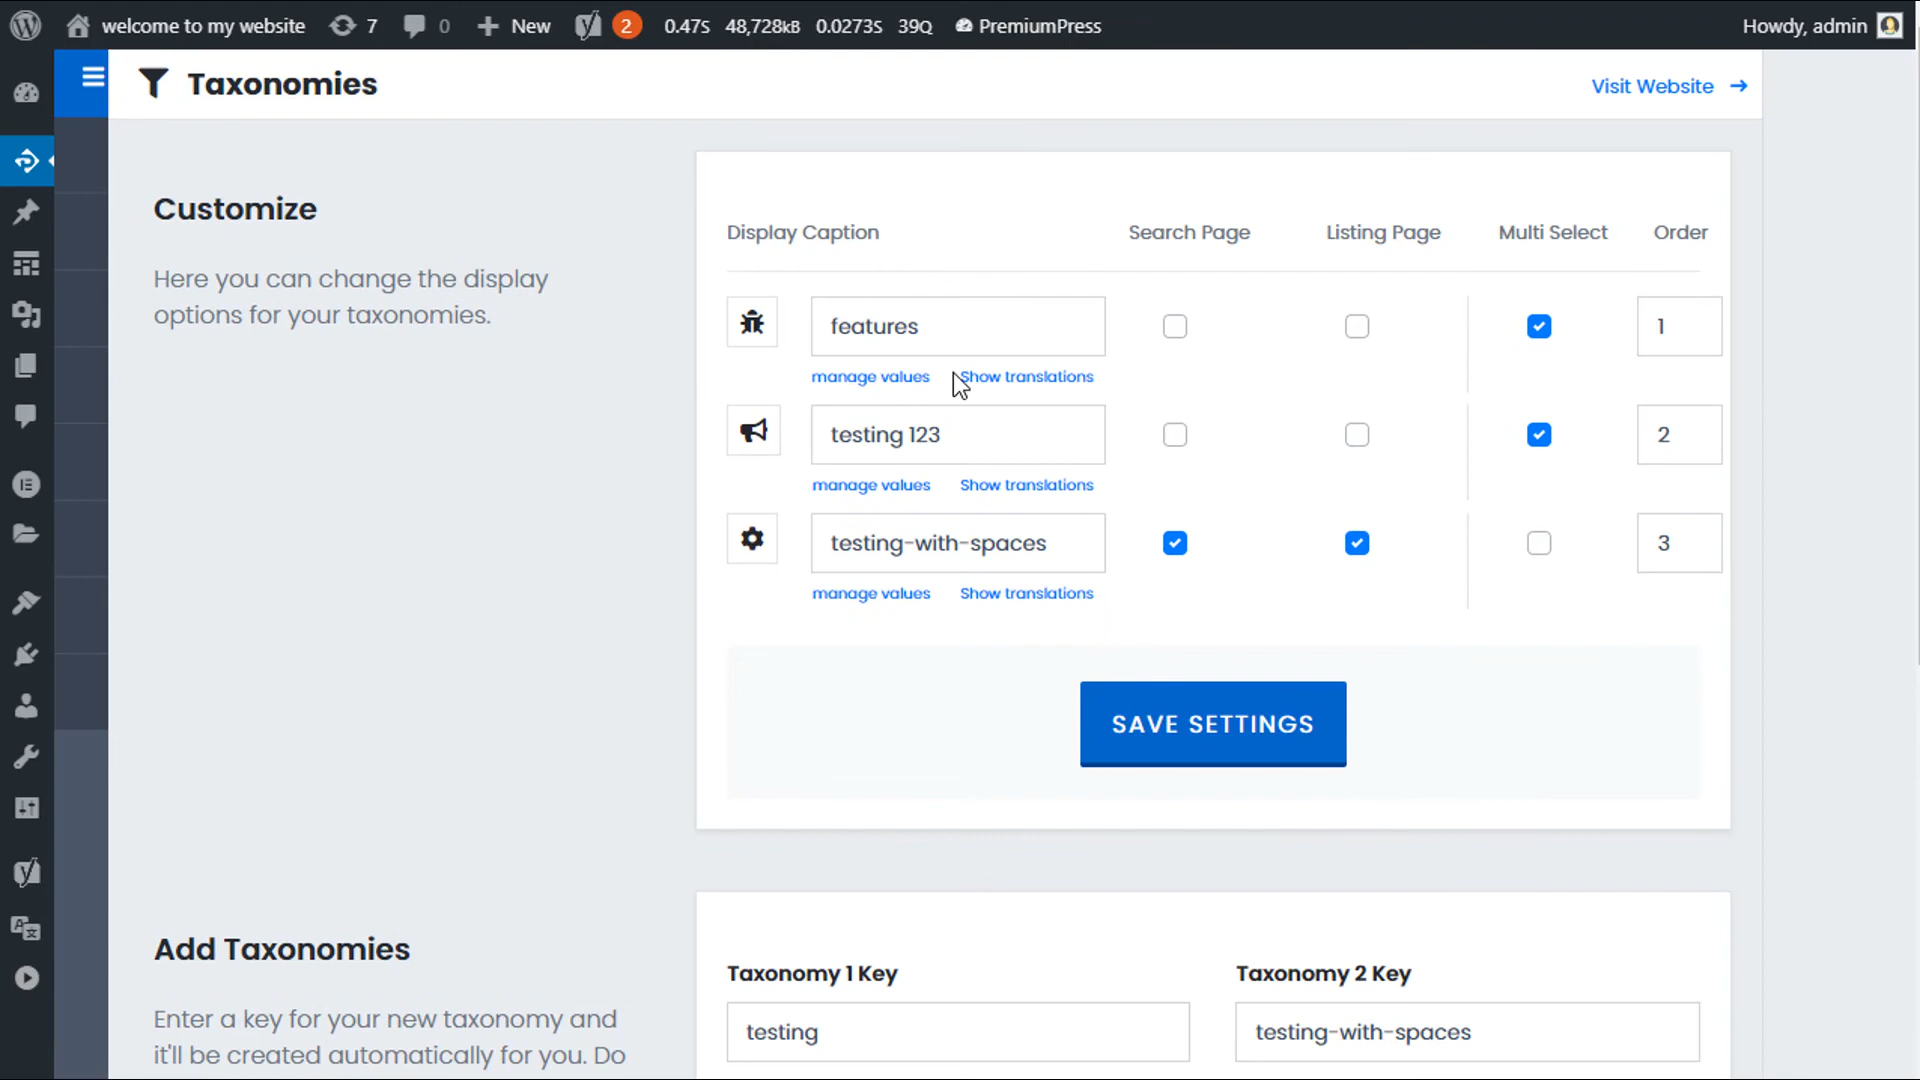 welcome to my website 7 0 New 2 0.47S 48,728kB 0.0273S 39Q PremiumPress Howdy, admin
Taxonomies Visit Website →
Customize
Here you can change the display
options for your taxonomies.
Display Caption Search Page Listing Page Multi Select Order
features 1
manage values Show translations
testing 123 2
manage values Show translations
testing-with-spaces 3
manage values Show translations
SAVE SETTINGS
Add Taxonomies
Enter a key for your new taxonomy and
it'll be created automatically for you. Do
Taxonomy 1 Key Taxonomy 2 Key
testing testing-with-spaces